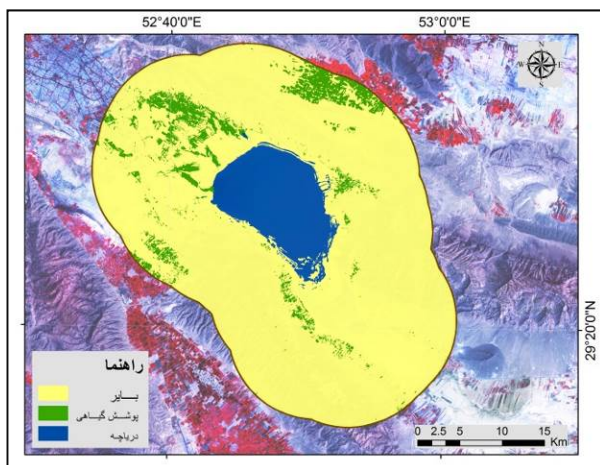 52°40'0"E
53°0'0"E
N
W E
S
29°20'0"N
راهنما
بایر
پوشش گیاهی
دریاچه
0 2.5 5 10 15
Km